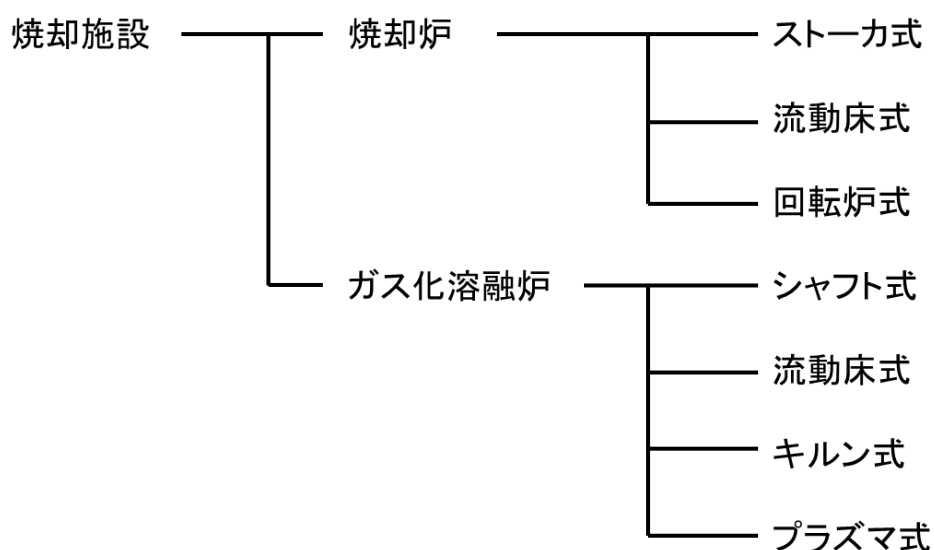 焼却施設
焼却炉
ストーカ式
流動床式
回転炉式
ガス化溶融炉
シャフト式
流動床式
キルン式
プラズマ式